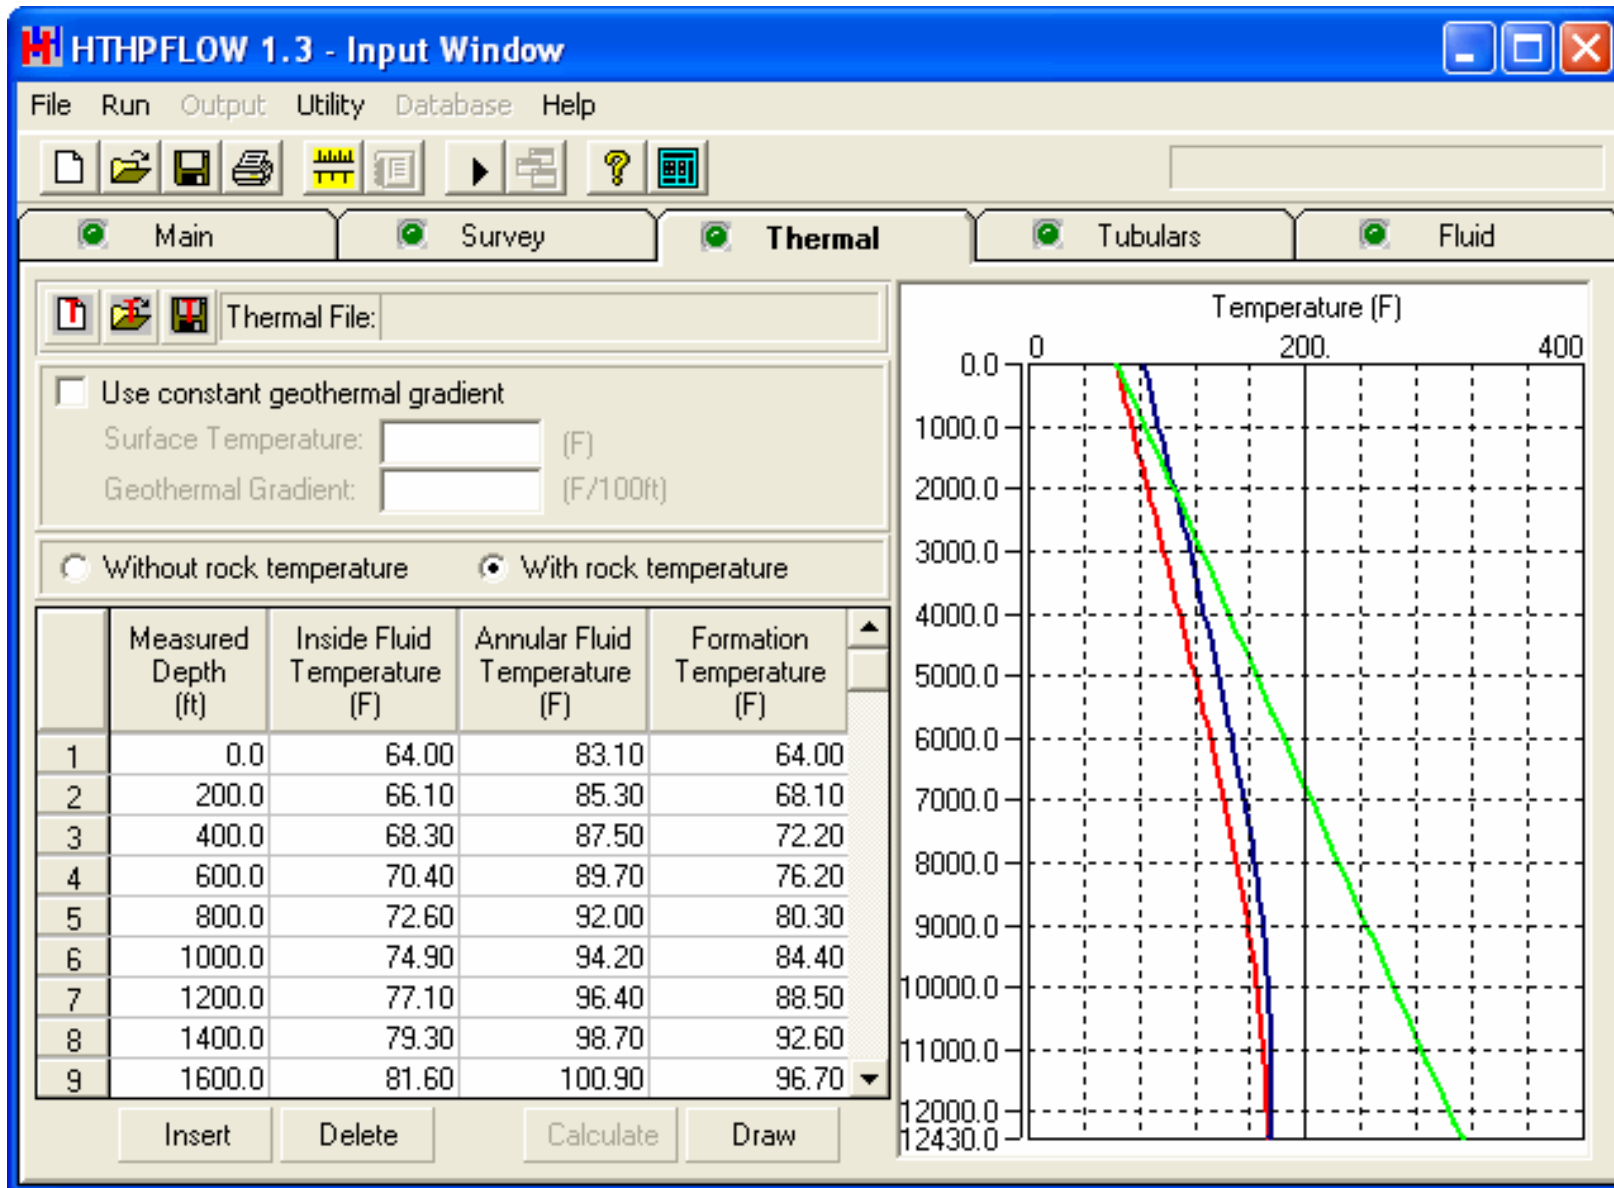 HTHPFLOW 1.3 - Input Window
File Run Output Utility Database Help
Main Survey Thermal Tubulars Fluid
Thermal File:
Use constant geothermal gradient
Surface Temperature: (F)
Geothermal Gradient: (F/100ft)
Without rock temperature With rock temperature
Measured Depth (ft) Inside Fluid Temperature (F) Annular Fluid Temperature (F) Formation Temperature (F)
1 0.0 64.00 83.10 64.00
2 200.0 66.10 85.30 68.10
3 400.0 68.30 87.50 72.20
4 600.0 70.40 89.70 76.20
5 800.0 72.60 92.00 80.30
6 1000.0 74.90 94.20 84.40
7 1200.0 77.10 96.40 88.50
8 1400.0 79.30 98.70 92.60
9 1600.0 81.60 100.90 96.70
Insert Delete Calculate Draw
Temperature (F)
0 200. 400
0.0
1000.0
2000.0
3000.0
4000.0
5000.0
6000.0
7000.0
8000.0
9000.0
10000.0
11000.0
12000.0
12430.0